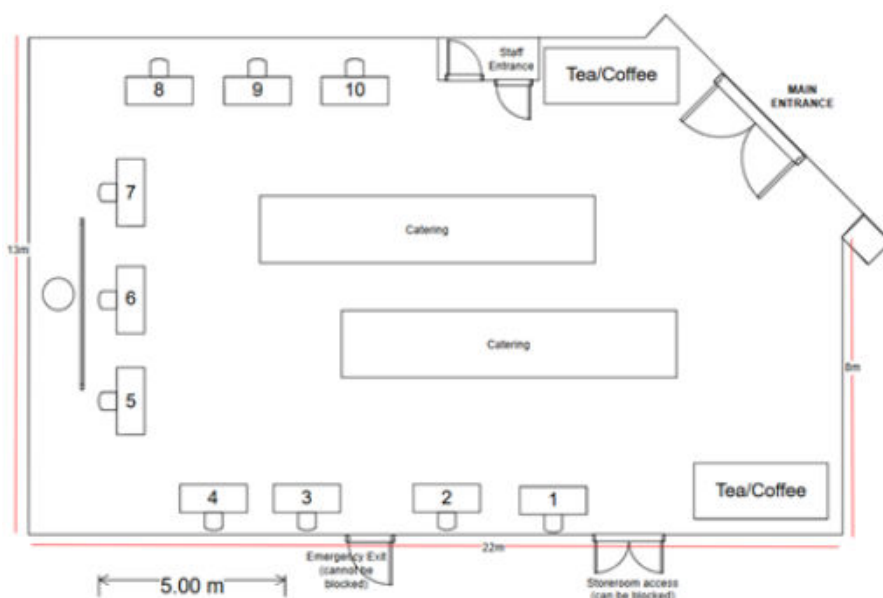 Staff
Entrance
Tea/Coffee
MAIN
ENTRANCE
8
9
10
7
13m
Catering
6
Catering
8m
5
4
3
2
1
Tea/Coffee
22m
Emergency Exit
(cannot be
blocked)
Storeroom access
(can be blocked)
5.00 m